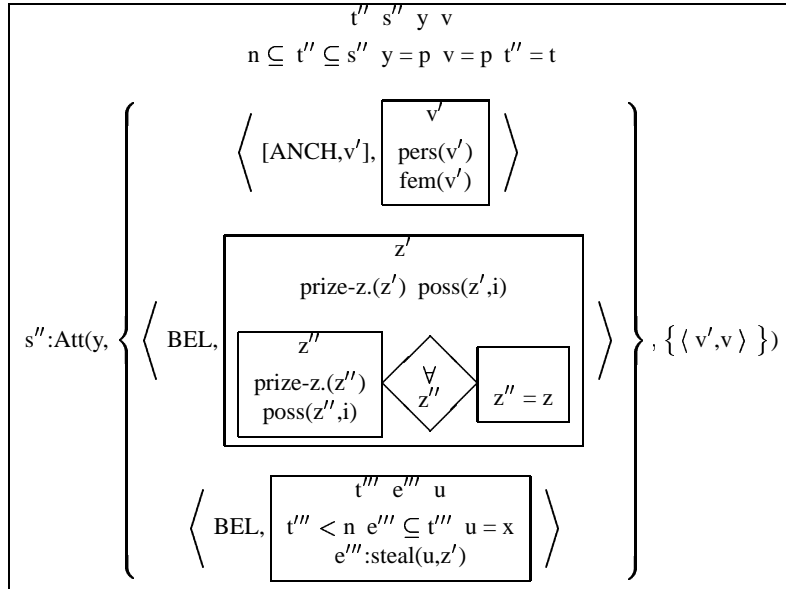 t″′ s″ y v
n ⊆ t″ ⊆ s″ y = p v = p t″ = t
v′
⟨ [ANCH,v′], pers(v′) ⟩
fem(v′)
z′
prize-z.(z′) poss(z′,i)
s″:Att(y, { ⟨ BEL, z″ ⟩ } , { ⟨ v′,v ⟩ })
prize-z.(z″) ∀
poss(z″,i) z″ z″ = z
t‴ e‴ u
⟨ BEL, t‴ < n e‴ ⊆ t‴ u = x ⟩
e‴:steal(u,z′)